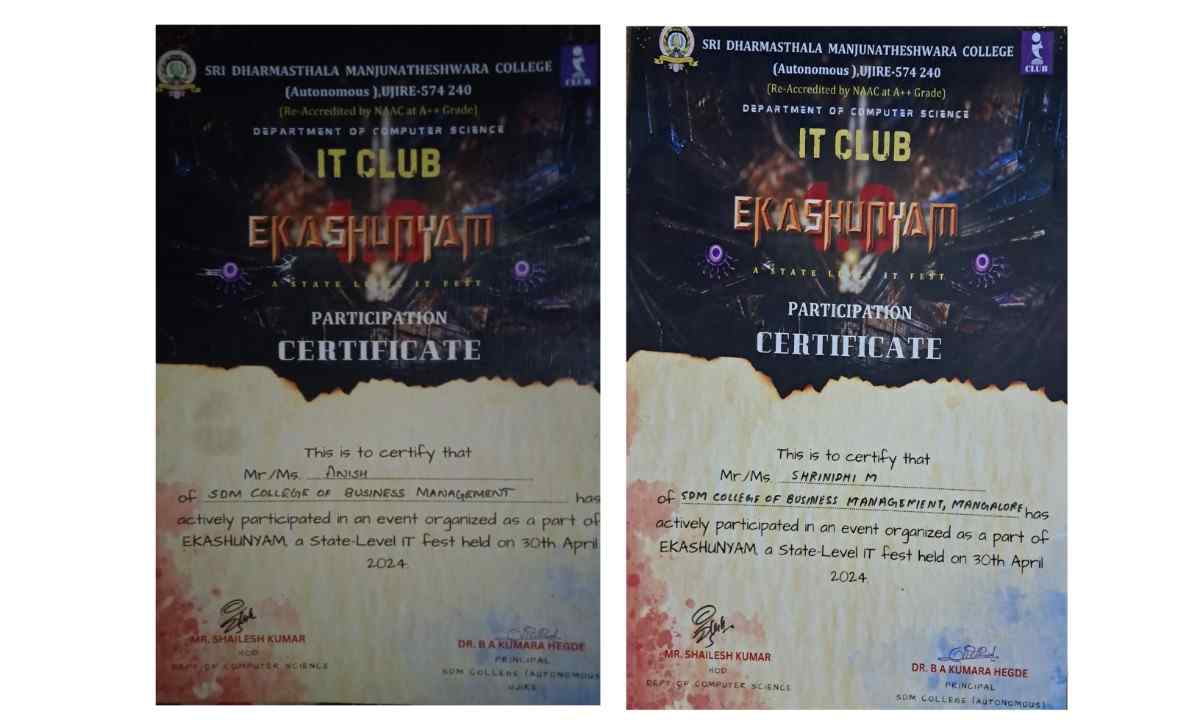 SRI DHARMASTHALA MANJUNATHESHWARA COLLEGE
(Autonomous ),UJIRE-574 240
(Re-Accredited by NAAC at A++ Grade)
DEPARTMENT OF COMPUTER SCIENCE
CLUB
IT CLUB
1.0
EKASHUNYAM
A STATE LEVEL IT FEST
PARTICIPATION
CERTIFICATE
This is to certify that
Mr/Ms. ANISH
of SDM COLLEGE OF BUSINESS MANAGEMENT has
actively participated in an event organized as a part of
EKASHUNYAM, a State-Level IT fest held on 30th April
2024.
MR. SHAILESH KUMAR
HOD
DEPT OF COMPUTER SCIENCE
DR. B A KUMARA HEGDE
PRINCIPAL
SDM COLLEGE (AUTONOMOUS
UJIRE
SRI DHARMASTHALA MANJUNATHESHWARA COLLEGE
(Autonomous ),UJIRE-574 240
(Re-Accredited by NAAC at A++ Grade)
DEPARTMENT OF COMPUTER SCIENCE
CLUB
IT CLUB
1.0
EKASHUNYAM
A STATE LEVEL IT FEST
PARTICIPATION
CERTIFICATE
This is to certify that
Mr/Ms. SHRINIDHI M
of SDM COLLEGE OF BUSINESS MANAGEMENT, MANGALORE has
actively participated in an event organized as a part of
EKASHUNYAM, a State-Level IT fest held on 30th April
2024.
MR. SHAILESH KUMAR
HOD
DEPT OF COMPUTER SCIENCE
DR. B A KUMARA HEGDE
PRINCIPAL
SDM COLLEGE (AUTONOMOUS)